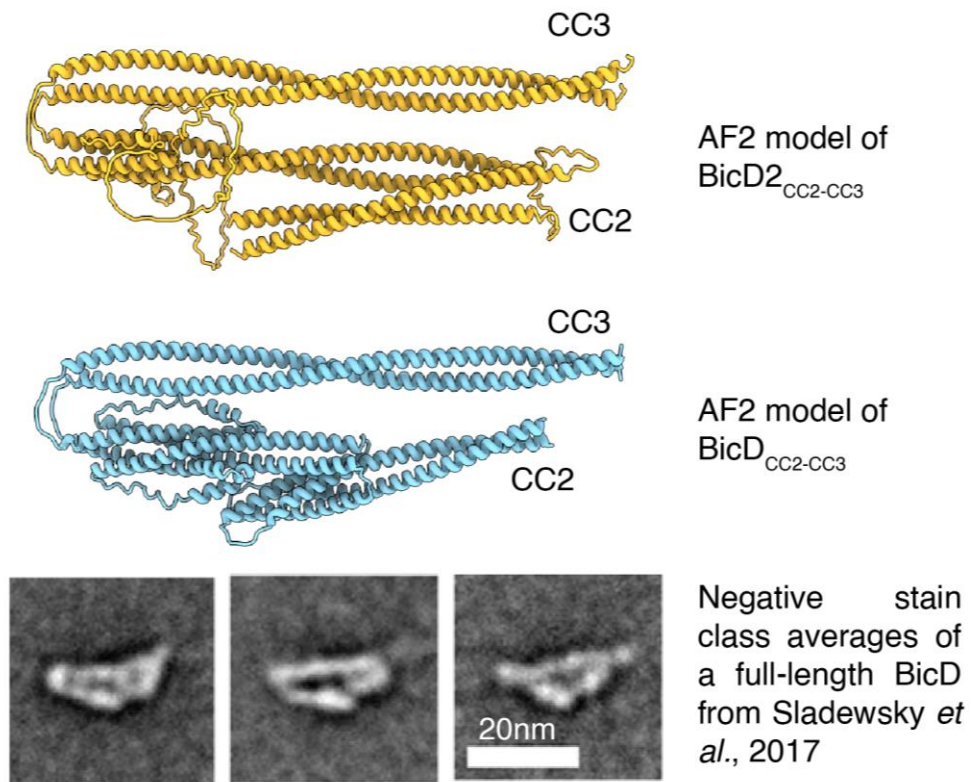 CC3
AF2 model of
BicD2CC2-CC3
CC2
CC3
AF2 model of
BicDCC2-CC3
CC2
Negative stain
class averages of
a full-length BicD
from Sladewsky et
al., 2017
20nm